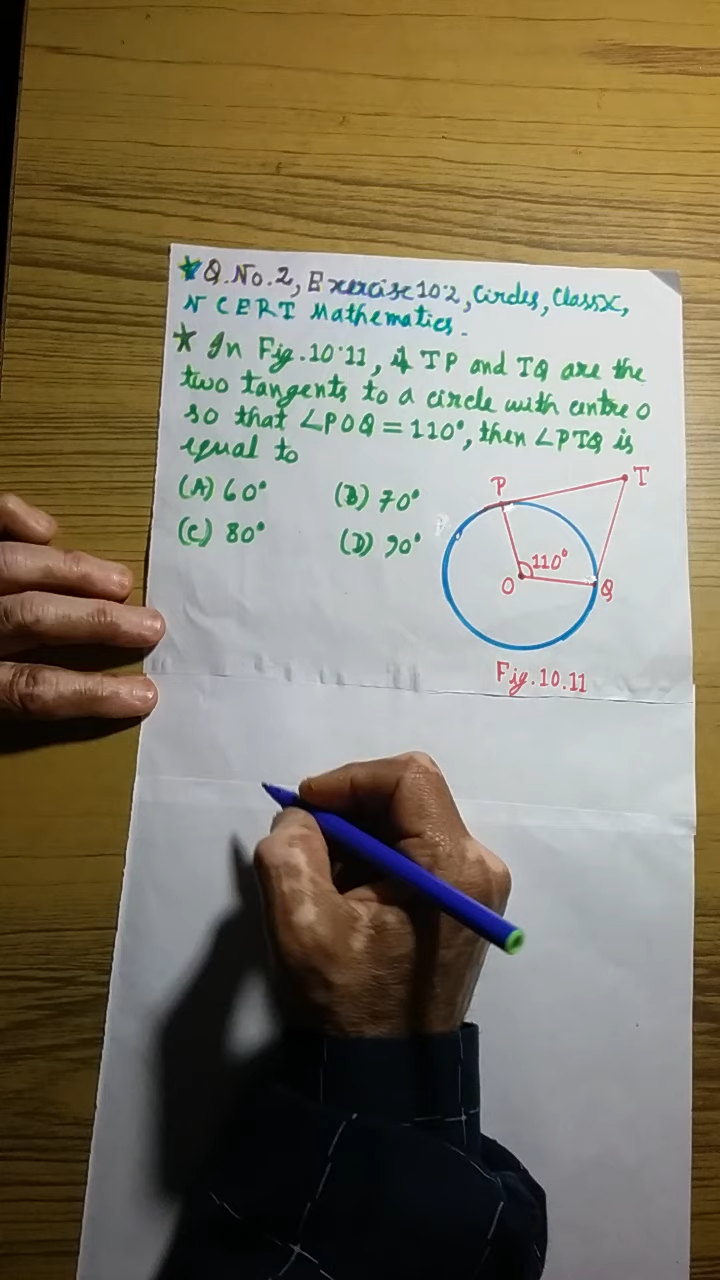 ★ Q.No.2, Exercise 10.2, Circles, Class X,
NCERT Mathematics.
★ In Fig. 10.11, if TP and TQ are the
two tangents to a circle with centre O
so that ∠POQ = 110°, then ∠PTQ is
equal to
(A) 60° (B) 70°
(C) 80° (D) 90°
P
T
110°
O
Q
Fig. 10.11